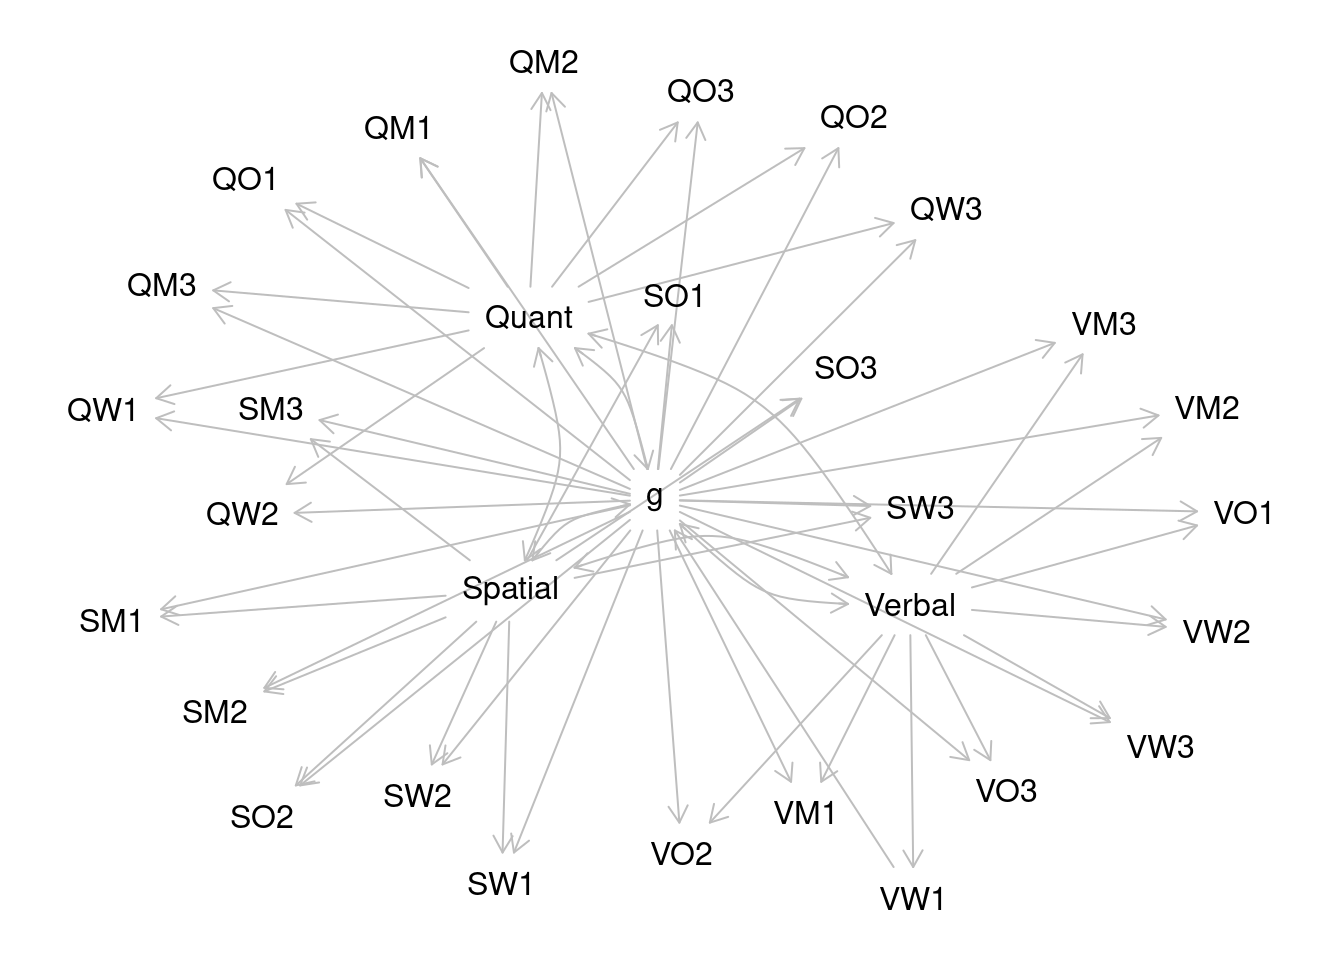 QM2
QO3
QO2
QM1
QO1
QW3
QM3
SO1
Quant
VM3
SO3
QW1
SM3
VM2
g
QW2
SW3
VO1
Spatial
Verbal
SM1
VW2
SM2
VW3
SW2
VO3
SO2
VM1
VO2
SW1
VW1